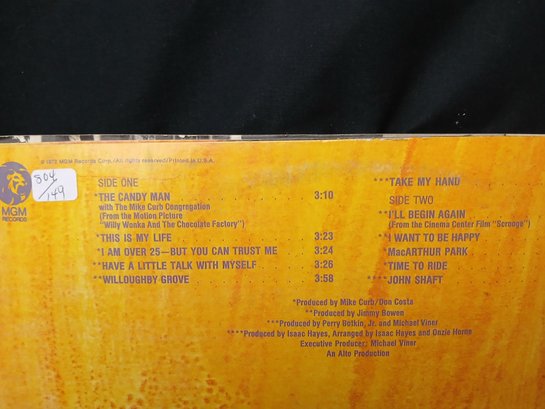 © 1972 MGM Records Corp./All rights reserved/Printed in U.S.A.
MGM
RECORDS
804/149
SIDE ONE
*THE CANDY MAN 3:10
with The Mike Curb Congregation
(From the Motion Picture
"Willy Wonka And The Chocolate Factory")
*THIS IS MY LIFE 3:23
*I AM OVER 25—BUT YOU CAN TRUST ME 3:24
**HAVE A LITTLE TALK WITH MYSELF 3:26
**WILLOUGHBY GROVE 3:58
***TAKE MY HAND
SIDE TWO
**I'LL BEGIN AGAIN
(From the Cinema Center Film "Scrooge")
*I WANT TO BE HAPPY
**MacARTHUR PARK
*TIME TO RIDE
****JOHN SHAFT
*Produced by Mike Curb/Don Costa
**Produced by Jimmy Bowen
***Produced by Perry Botkin, Jr. and Michael Viner
****Produced by Isaac Hayes, Arranged by Isaac Hayes and Onzie Horne
Executive Producer: Michael Viner
An Alto Production